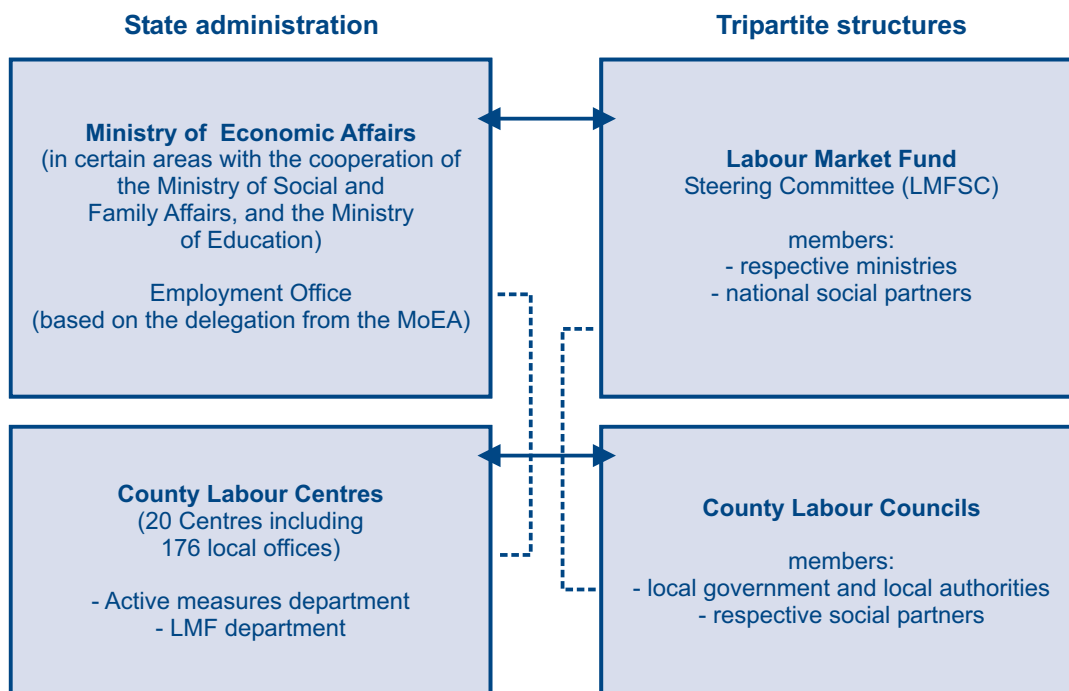 State administration
Tripartite structures
Ministry of Economic Affairs
(in certain areas with the cooperation of
the Ministry of Social and
Family Affairs, and the Ministry
of Education)
Employment Office
(based on the delegation from the MoEA)
Labour Market Fund
Steering Committee (LMFSC)
members:
- respective ministries
- national social partners
County Labour Centres
(20 Centres including
176 local offices)
- Active measures department
- LMF department
County Labour Councils
members:
- local government and local authorities
- respective social partners